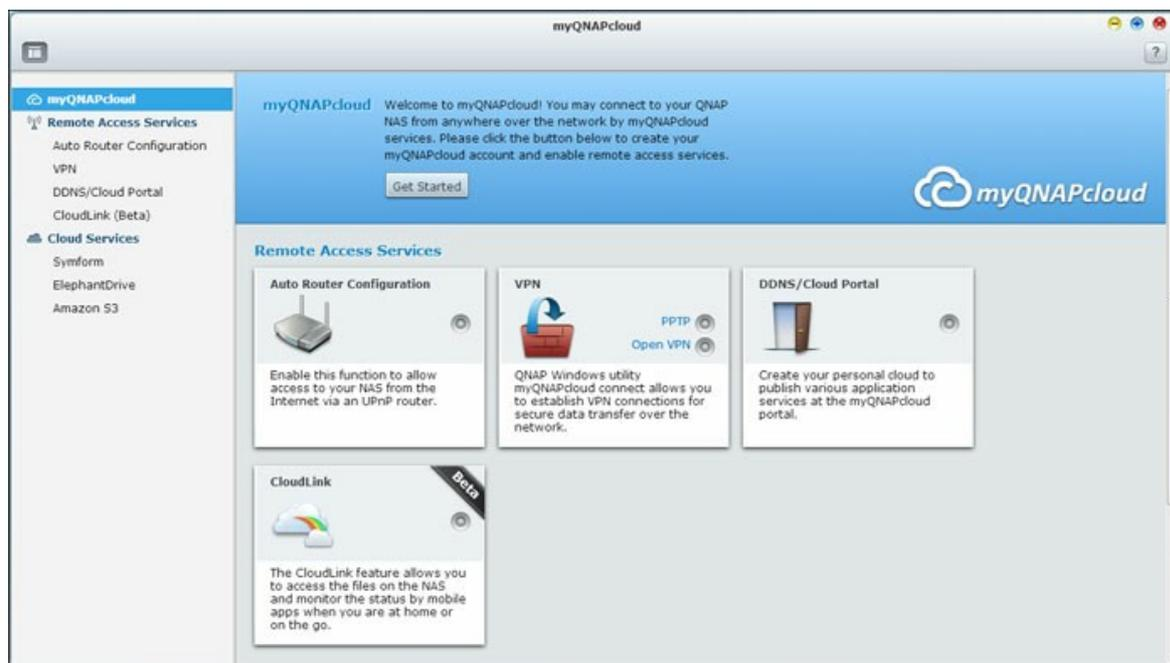 myQNAPcloud
?
myQNAPcloud
Remote Access Services
Auto Router Configuration
VPN
DDNS/Cloud Portal
CloudLink (Beta)
Cloud Services
Symform
ElephantDrive
Amazon S3
myQNAPcloud
Welcome to myQNAPcloud! You may connect to your QNAP
NAS from anywhere over the network by myQNAPcloud
services. Please click the button below to create your
myQNAPcloud account and enable remote access services.
Get Started
myQNAPcloud
Remote Access Services
Auto Router Configuration
Enable this function to allow
access to your NAS from the
Internet via an UPnP router.
VPN
PPTP
Open VPN
QNAP Windows utility
myQNAPcloud connect allows you
to establish VPN connections for
secure data transfer over the
network.
DDNS/Cloud Portal
Create your personal cloud to
publish various application
services at the myQNAPcloud
portal.
CloudLink
Beta
The CloudLink feature allows you
to access the files on the NAS
and monitor the status by mobile
apps when you are at home or
on the go.